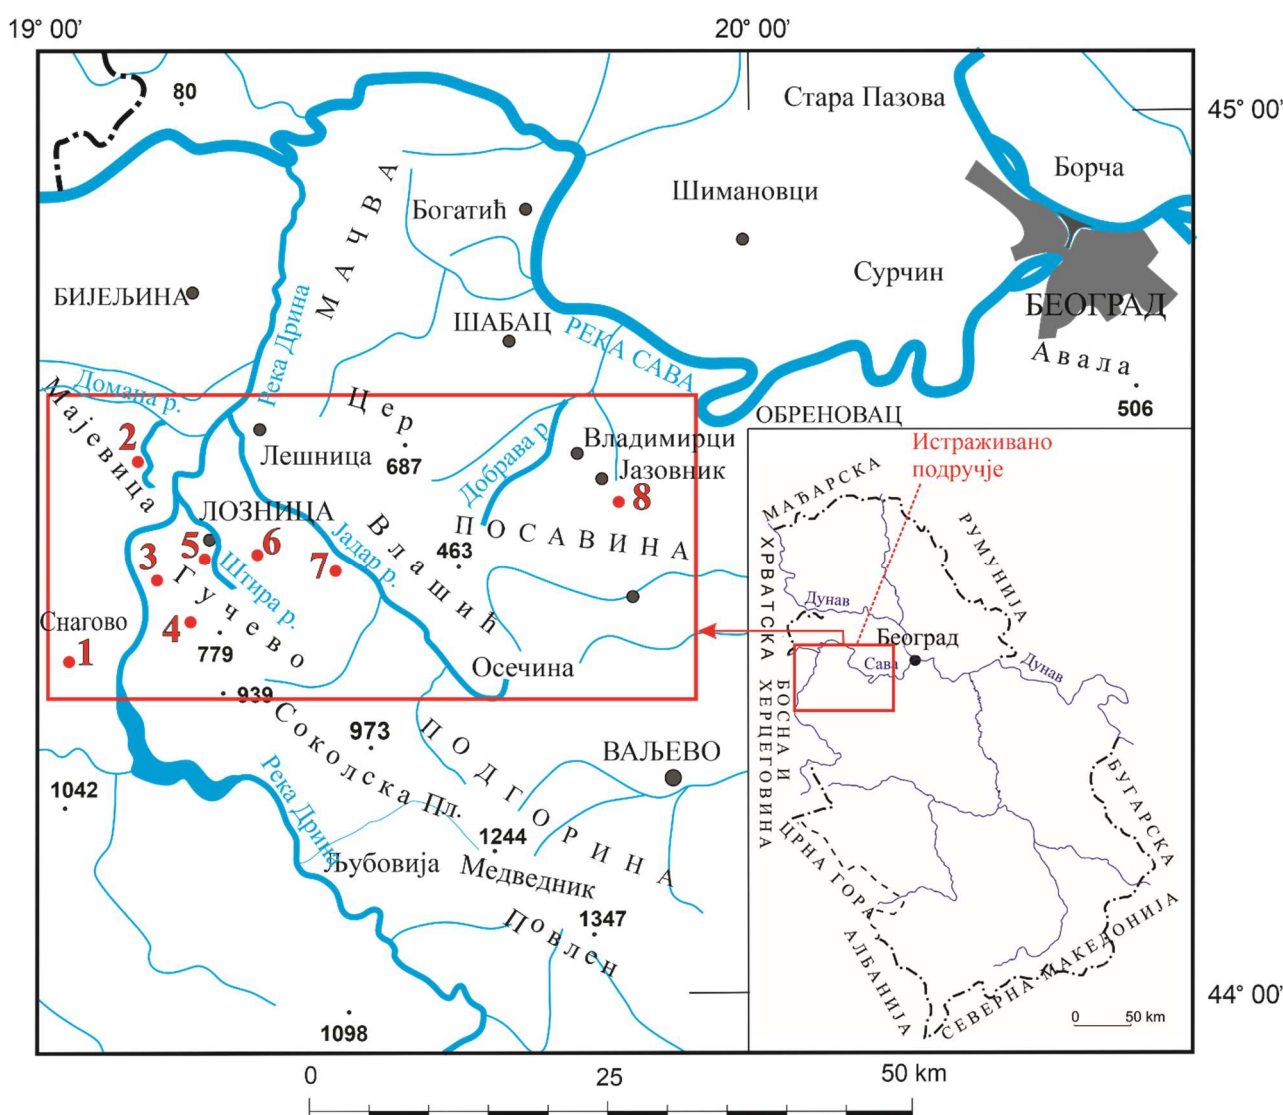 19° 00'
20° 00'
80
Стара Пазова
45° 00'
Борча
Шимановци
Богатић
МАЧВА
Сурчин
БИЈЕЉИНА
Река Дрина
ШАБАЦ
РЕКА САВА
БЕОГРАД
Авала
506
Домана р.
Мајевица
Цер
687
ОБРЕНОВАЦ
2
Лешница
Добрава р.
Владимирци
Јазовник
8
ЛОЗНИЦА
ПОСАВИНА
Влашић
463
Јадар р.
3
5
6
7
Штира р.
Гучево
Снагово
1
4
779
Осечина
939
Соколска Пл.
973
ПОДГОРИНА
ВАЉЕВО
1042
Река Дрина
1244
Љубовија
Медведник
1347
Повлен
1098
44° 00'
Истраживано
подручје
МАЂАРСКА
РУМУНИЈА
ХРВАТСКА
Дунав
Београд
Сава
Дунав
БОСНА И
ХЕРЦЕГОВИНА
БУГАРСКА
ЦРНА ГОРА
АЛБАНИЈА
СЕВЕРНА МАКЕДОНИЈА
0 50 km
0 25 50 km